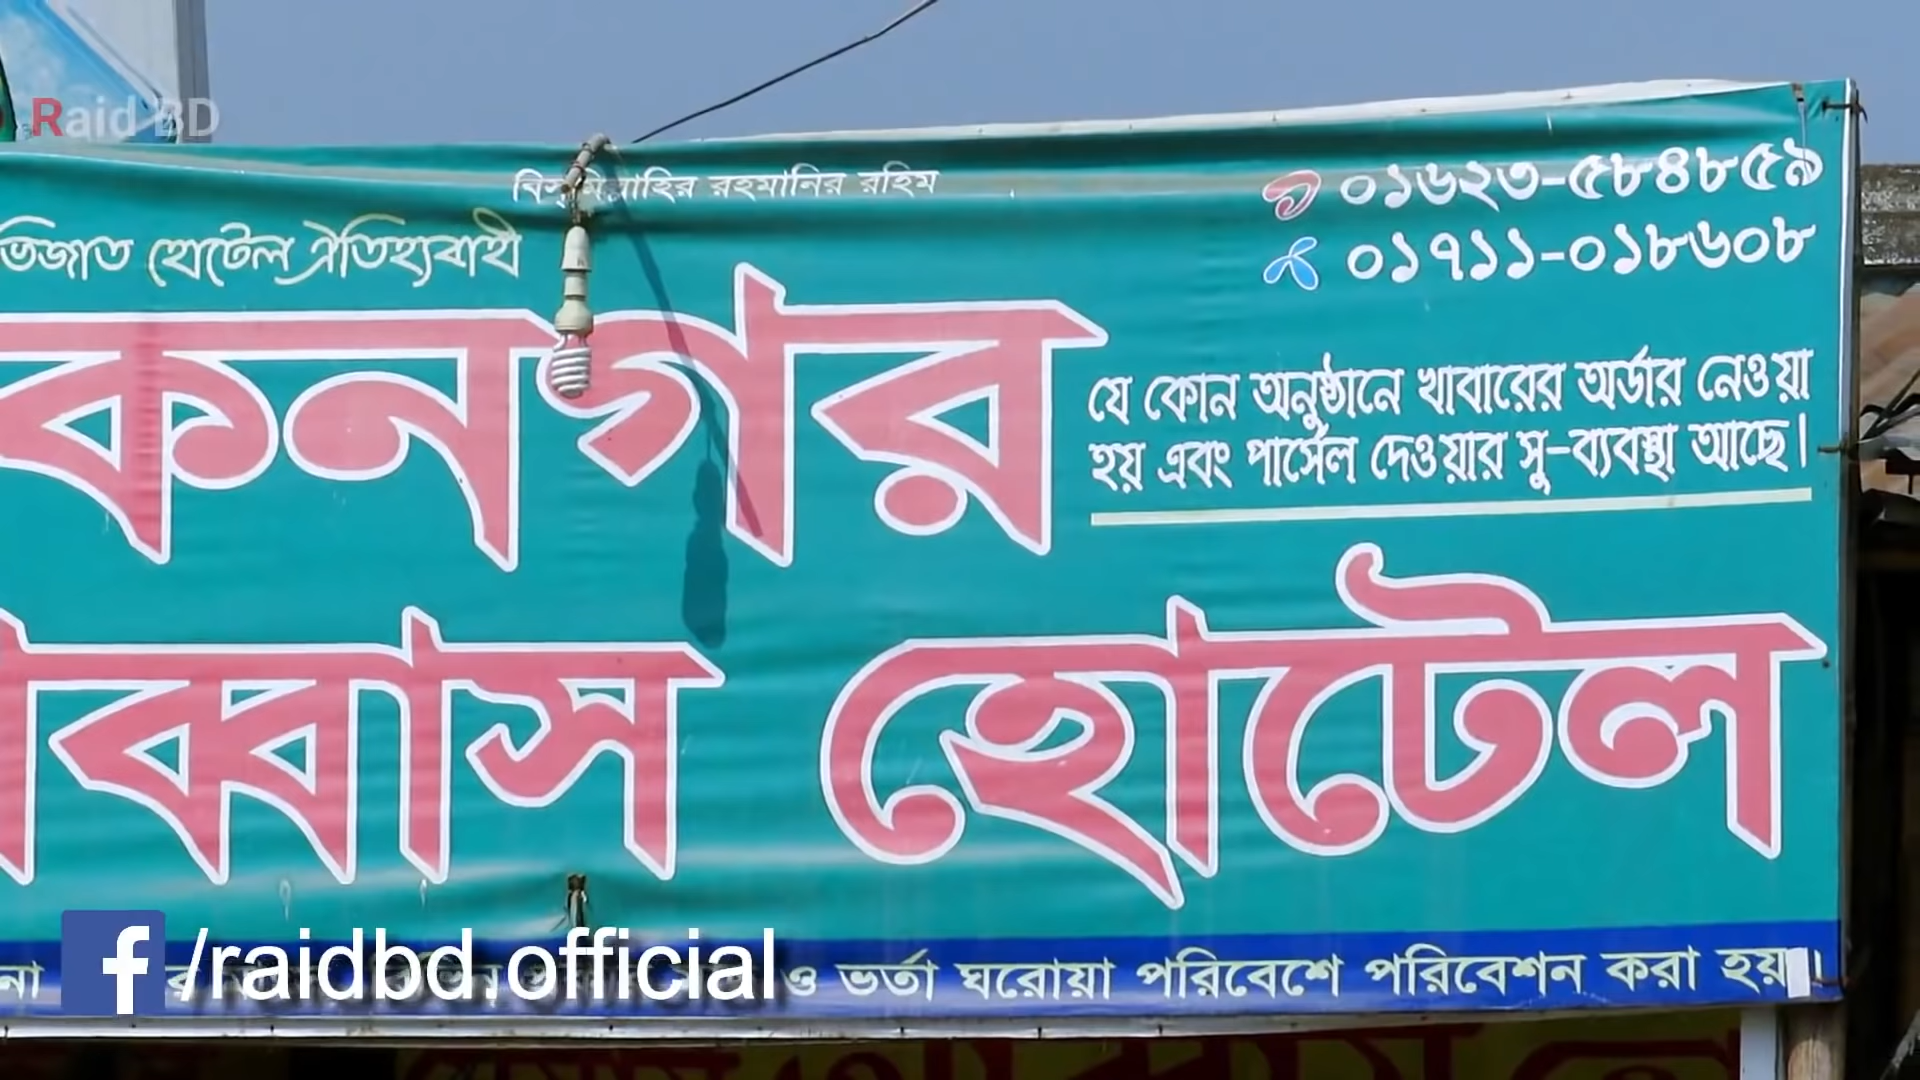 Raid BD
রহমানির রহিম
০১৬২৩-৫৮৪৮৫৯
০১৭১১-০১৮৬০৮
হোটেল ঐতিহ্যবাহী
কনগর
যে কোন অনুষ্ঠানে খাবারের অর্ডার নেওয়া
হয় এবং পার্সেল দেওয়ার সু-ব্যবস্থা আছে।
ব্বাস হোটেল
/raidbd.official
ও ভর্তা ঘরোয়া পরিবেশে পরিবেশন করা হয়।